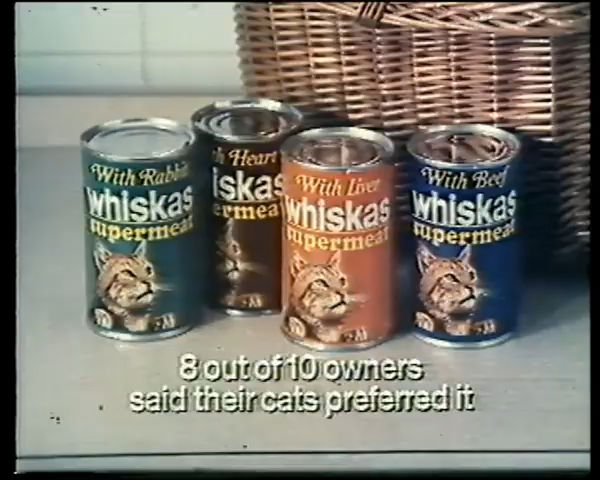 With Rabbit
whiskas
supermeat
h Heart
iskas
ermeat
With Liver
whiskas
supermeat
With Beef
whiskas
supermeat
8 out of 10 owners
said their cats preferred it